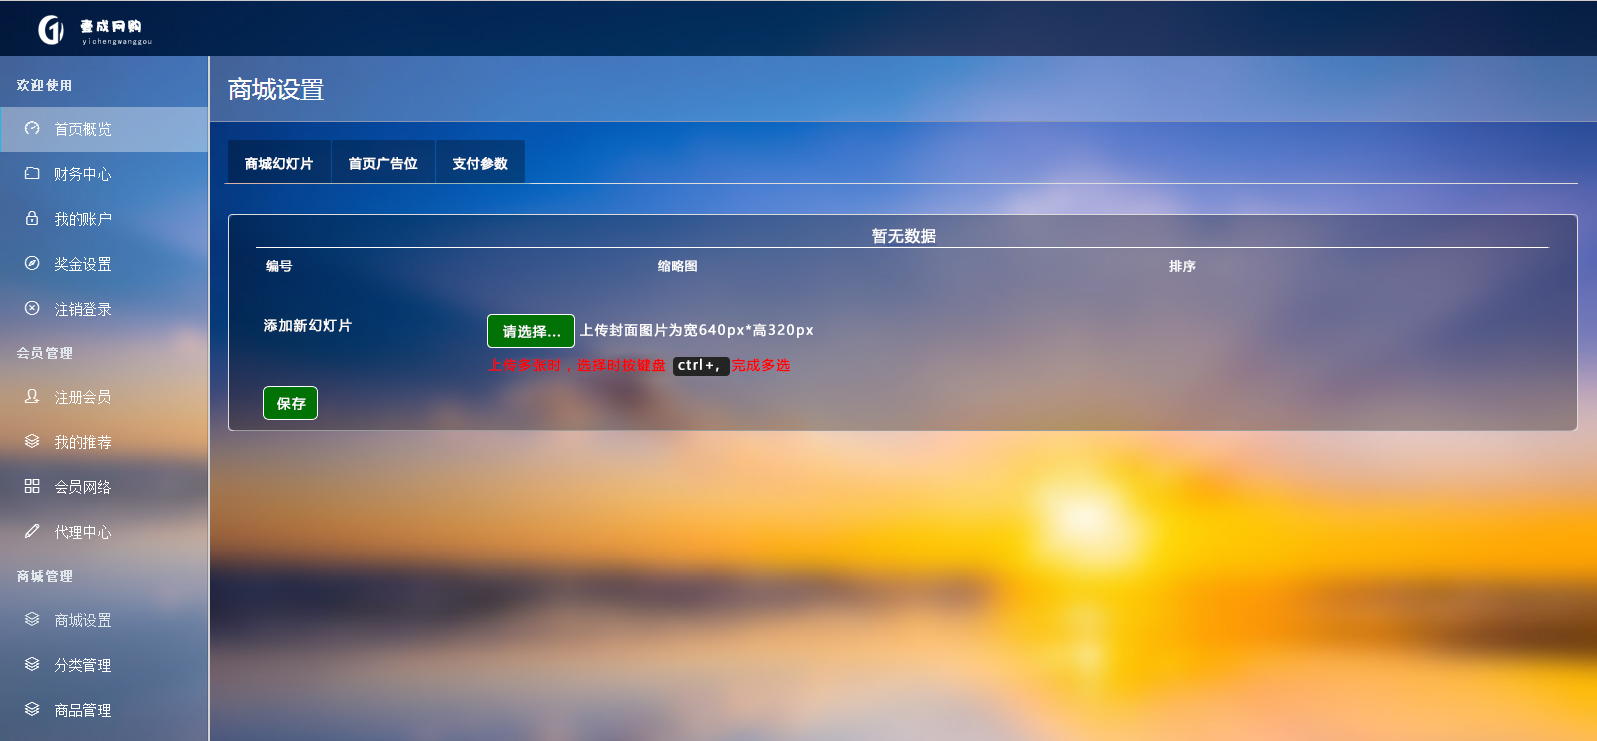 壹成网购
yichengwanggou
欢迎使用
首页概览
财务中心
我的账户
奖金设置
注销登录
会员管理
注册会员
我的推荐
会员网络
代理中心
商城管理
商城设置
分类管理
商品管理
商城设置
商城幻灯片 首页广告位 支付参数
暂无数据
编号 缩略图 排序
添加新幻灯片 请选择... 上传封面图片为宽640px*高320px
上传多张时，选择时按键盘 ctrl+, 完成多选
保存